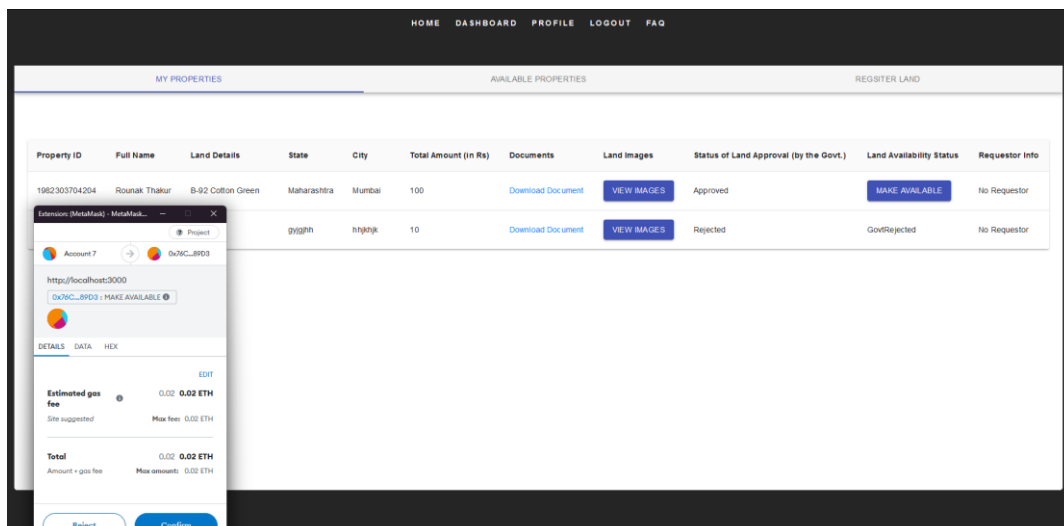 HOME DASHBOARD PROFILE LOGOUT FAQ
MY PROPERTIES AVAILABLE PROPERTIES REGSITER LAND
Property ID Full Name Land Details State City Total Amount (in Rs) Documents Land Images Status of Land Approval (by the Govt.) Land Availability Status Requestor Info
1982303704204 Rounak Thakur B-92 Cotton Green Maharashtra Mumbai 100 Download Document VIEW IMAGES Approved MAKE AVAILABLE No Requestor
gyjgjhh hhjkhjk 10 Download Document VIEW IMAGES Rejected GovtRejected No Requestor
Extension: (MetaMask) - MetaMask...
Project
Account 7 0x76C...89D3
http://localhost:3000
0x76C...89D3 : MAKE AVAILABLE
DETAILS DATA HEX
EDIT
Estimated gas fee 0.02 0.02 ETH
Site suggested Max fee: 0.02 ETH
Total 0.02 0.02 ETH
Amount + gas fee Max amount: 0.02 ETH
Reject Confirm